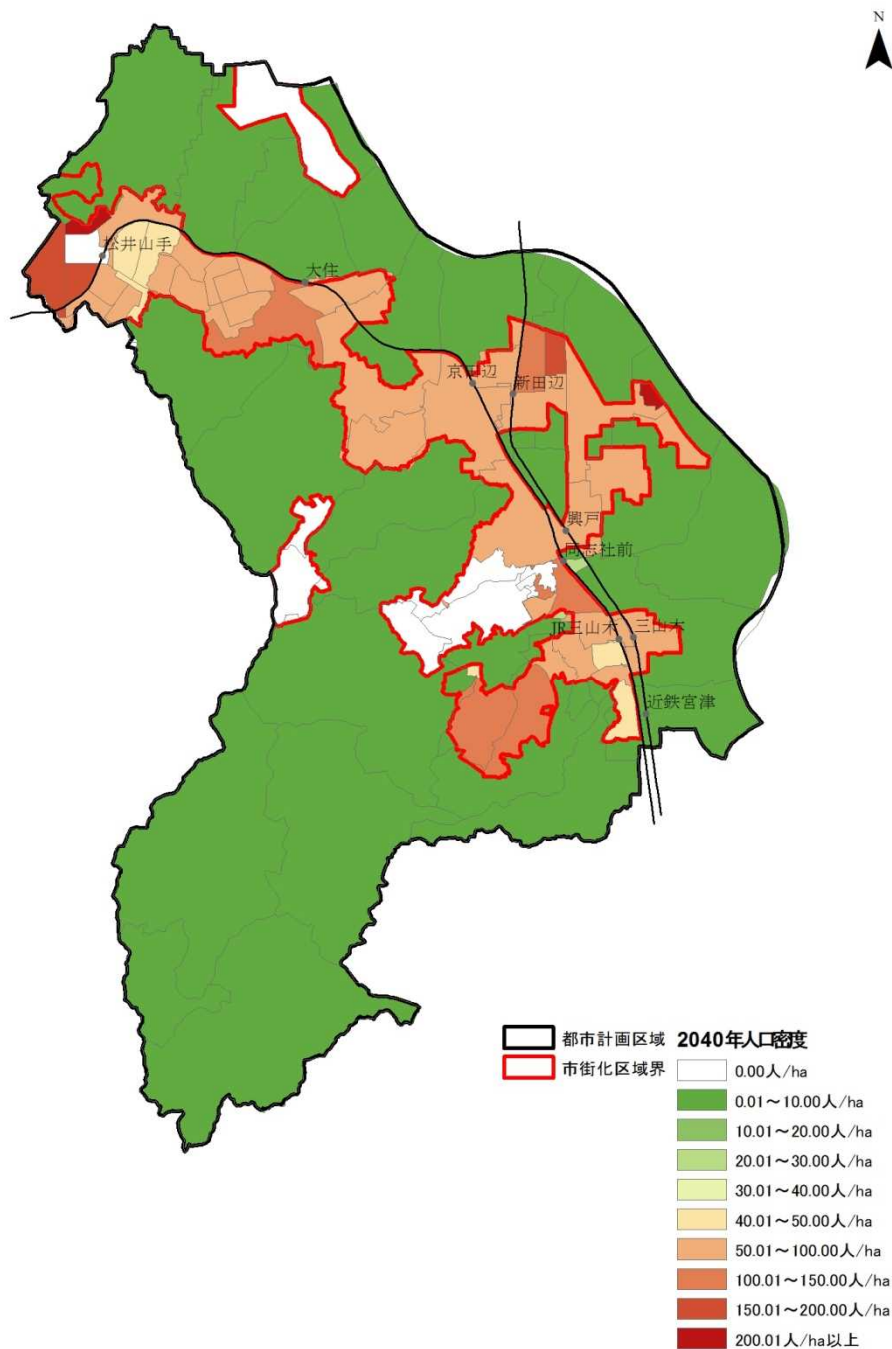 N
松井山手
大住
京田辺
新田辺
興戸
同志社前
JR三山木
三山木
近鉄宮津
都市計画区域
市街化区域界
2040年人口密度
0.00人/ha
0.01～10.00人/ha
10.01～20.00人/ha
20.01～30.00人/ha
30.01～40.00人/ha
40.01～50.00人/ha
50.01～100.00人/ha
100.01～150.00人/ha
150.01～200.00人/ha
200.01人/ha以上